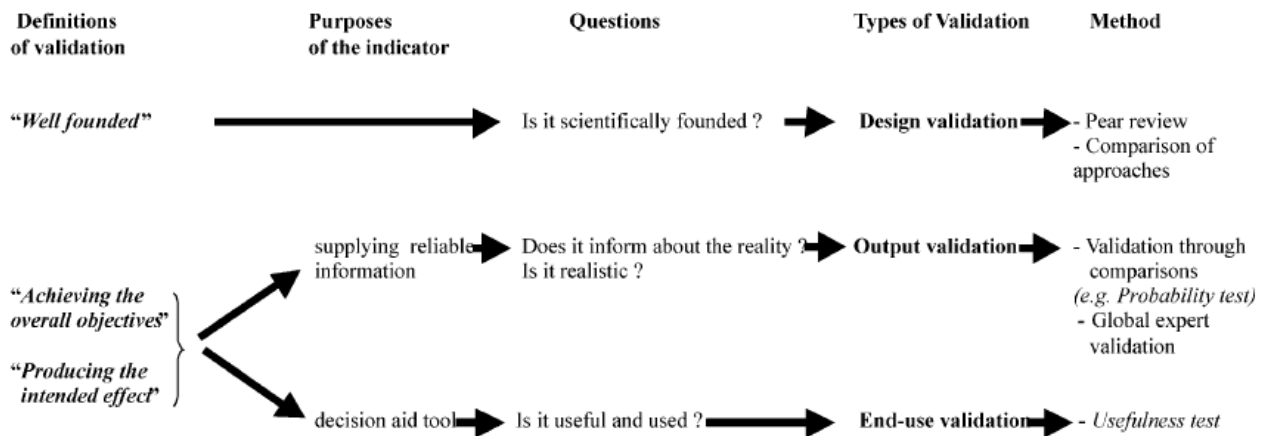 Definitions of validation
Purposes of the indicator
Questions
Types of Validation
Method
“Well founded”
Is it scientifically founded ?
Design validation
- Pear review
- Comparison of
approaches
supplying reliable
information
Does it inform about the reality ?
Is it realistic ?
Output validation
- Validation through
comparisons
(e.g. Probability test)
- Global expert
validation
“Achieving the
overall objectives”
“Producing the
intended effect”
decision aid tool
Is it useful and used ?
End-use validation
- Usefulness test